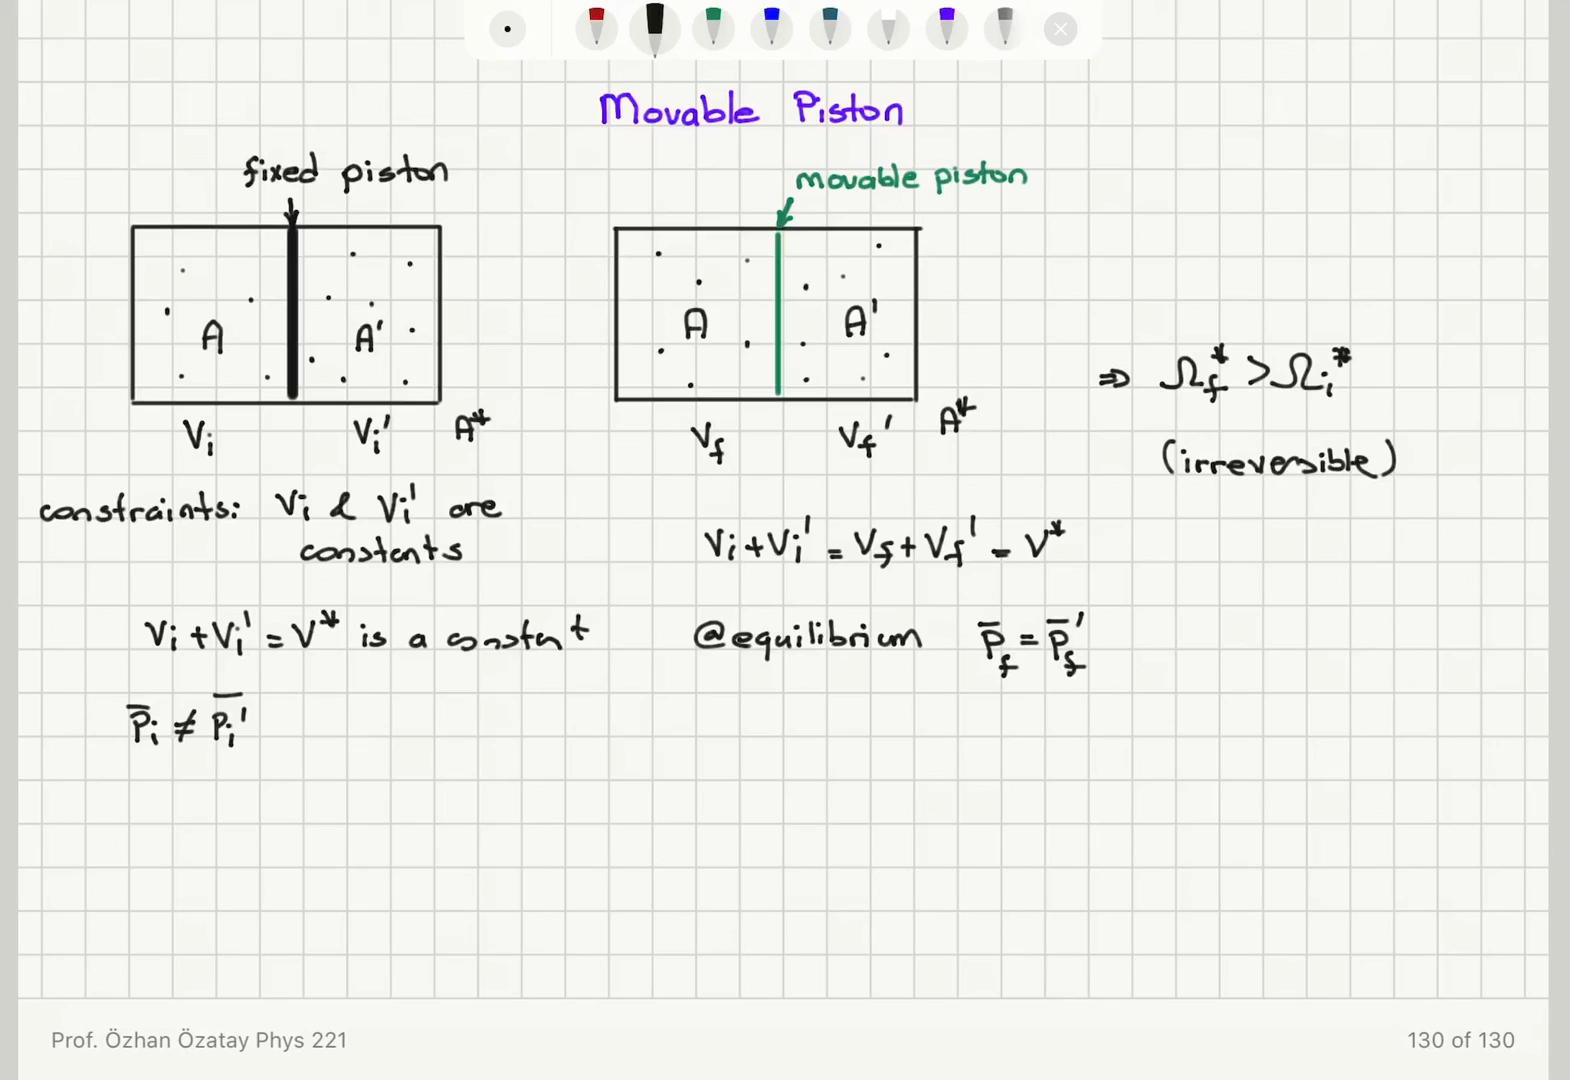 Movable Piston
fixed piston
A
A'
Vi
Vi'
A*
constraints: Vi & Vi' are
constants
Vi + Vi' = V* is a constant
p̄i ≠ p̄i'
movable piston
A
A'
Vf
Vf'
A*
Vi + Vi' = Vf + Vf' = V*
@equilibrium p̄f = p̄f'
⇒ Ωf* > Ωi*
(irreversible)
Prof. Özhan Özatay Phys 221
130 of 130